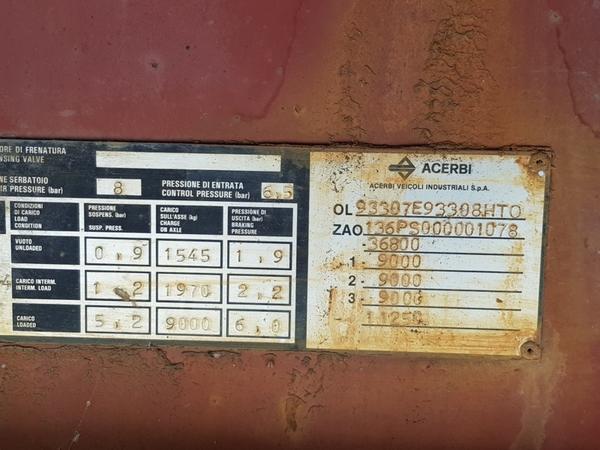 ORE DI FRENATURA
NSING VALVE
NE SERBATOIO
IR PRESSURE (bar) 8
PRESSIONE DI ENTRATA
CONTROL PRESSURE (bar) 6,5
CONDIZIONI DI CARICO LOAD CONDITION
PRESSIONE SOSPENS. (bar) SUSP. PRESS.
CARICO SULL'ASSE (kg) CHARGE OB AXLE
PRESSIONE DI USCITA (bar) BRAKING PRESSURE
VUOTO UNLOADED 0,9 1545 1,9
CARICO INTERM. INTERM. LOAD 1,2 1970 2,2
CARICO LOADED 5,2 9000 6,0
ACERBI
ACERBI VEICOLI INDUSTRIALI S.p.A.
OL 93307E93308HTO
ZAO 136PS000001078
36800
1 - 9000
2 - 9000
3 - 9000
11250